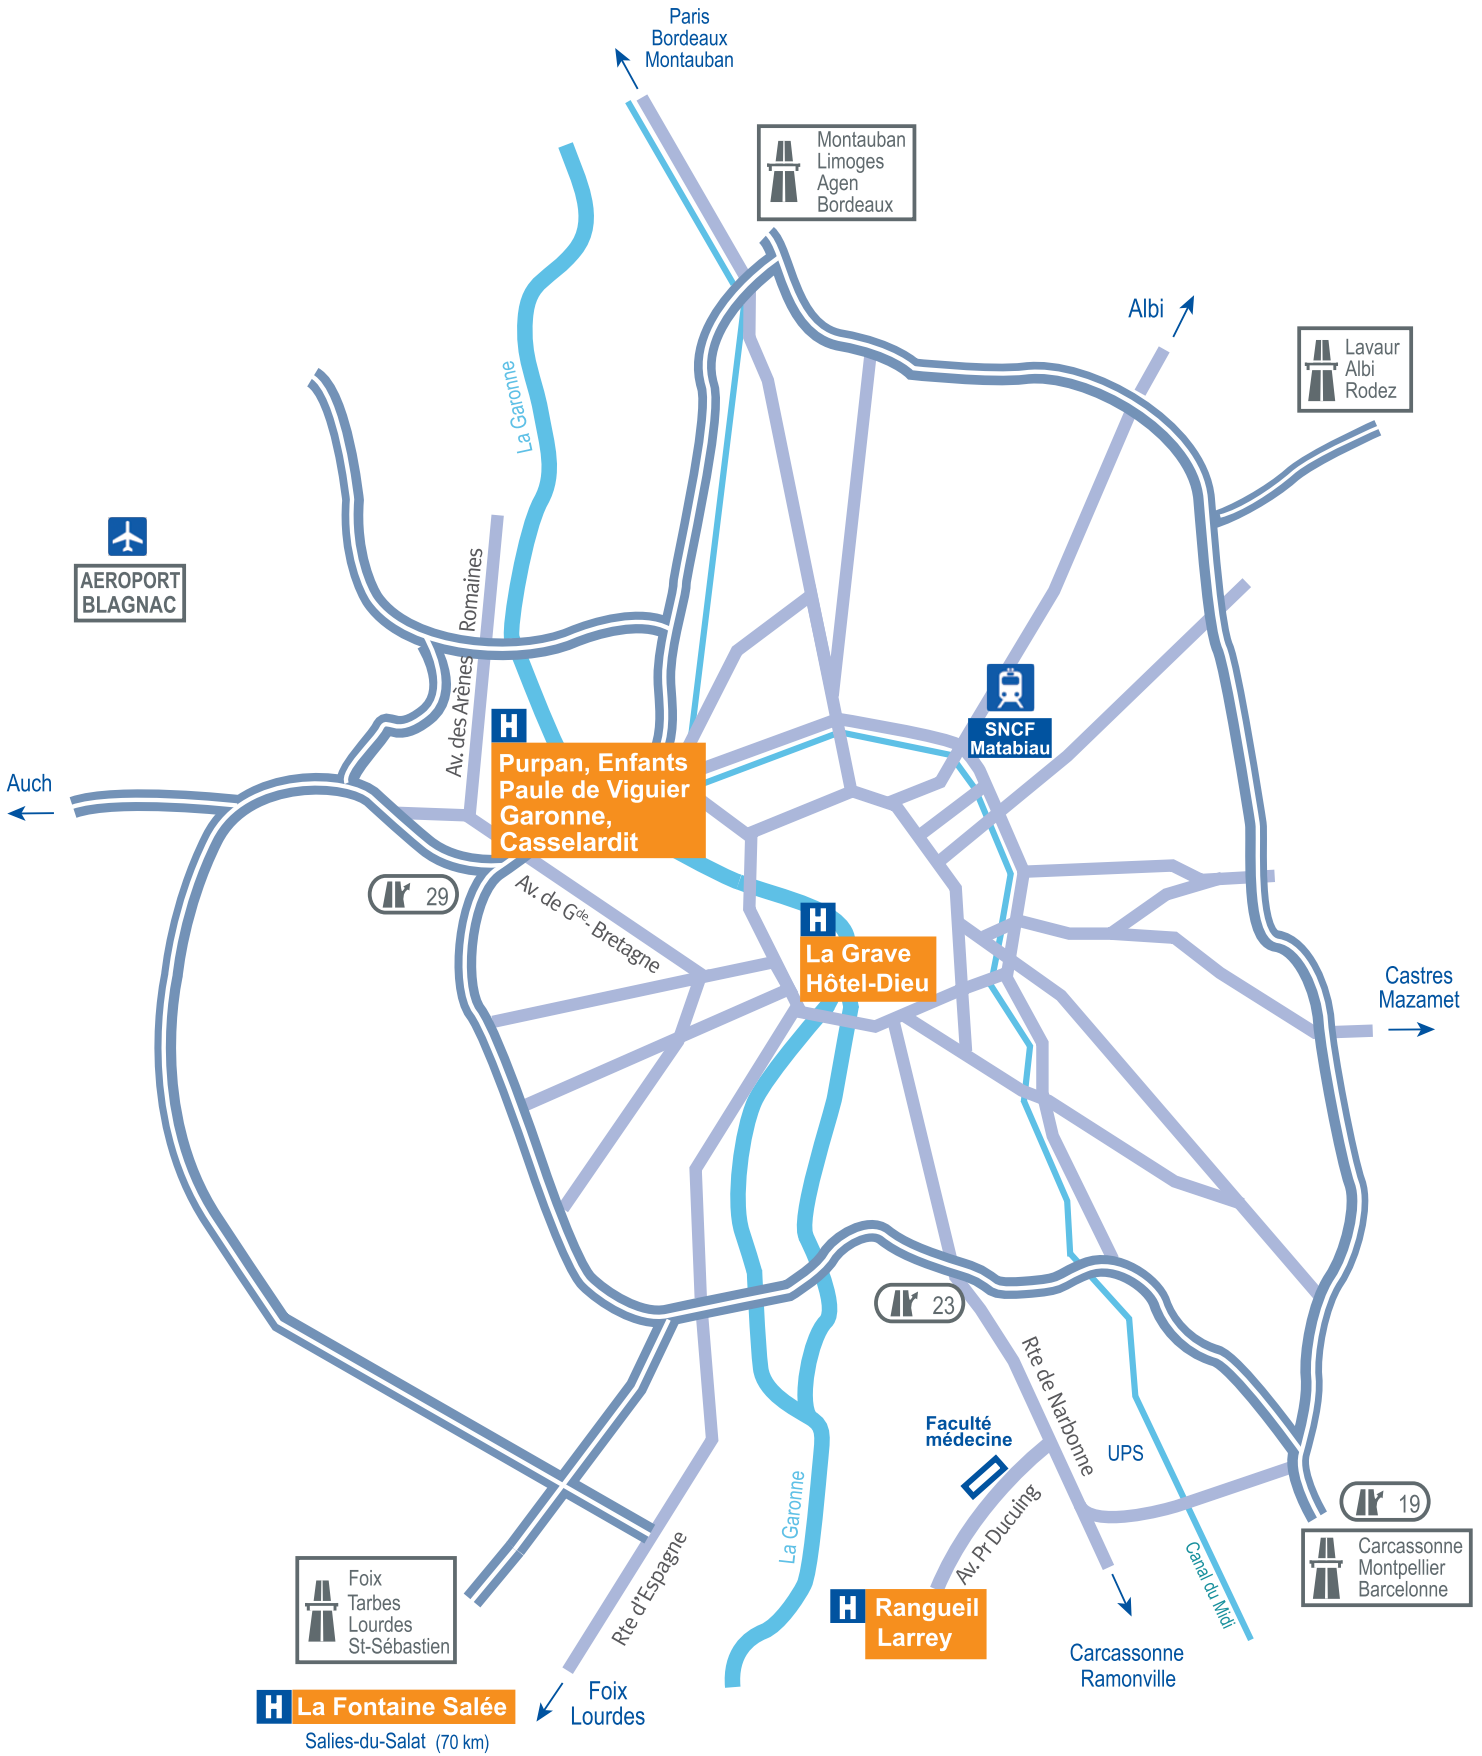 Paris
Bordeaux
Montauban
Montauban
Limoges
Agen
Bordeaux
Albi
Lavaur
Albi
Rodez
La Garonne
AEROPORT
BLAGNAC
Av. des Arènes Romaines
SNCF
Matabiau
H
Purpan, Enfants
Paule de Viguier
Garonne,
Casselardit
Auch
29
Av. de Gde- Bretagne
H
La Grave
Hôtel-Dieu
Castres
Mazamet
23
Rte de Narbonne
Faculté
médecine
UPS
Av. Pr Ducuing
La Garonne
19
Carcassonne
Montpellier
Barcelonne
Canal du Midi
Rte d'Espagne
Foix
Tarbes
Lourdes
St-Sébastien
H
Rangueil
Larrey
Carcassonne
Ramonville
H
La Fontaine Salée
Salies-du-Salat (70 km)
Foix
Lourdes